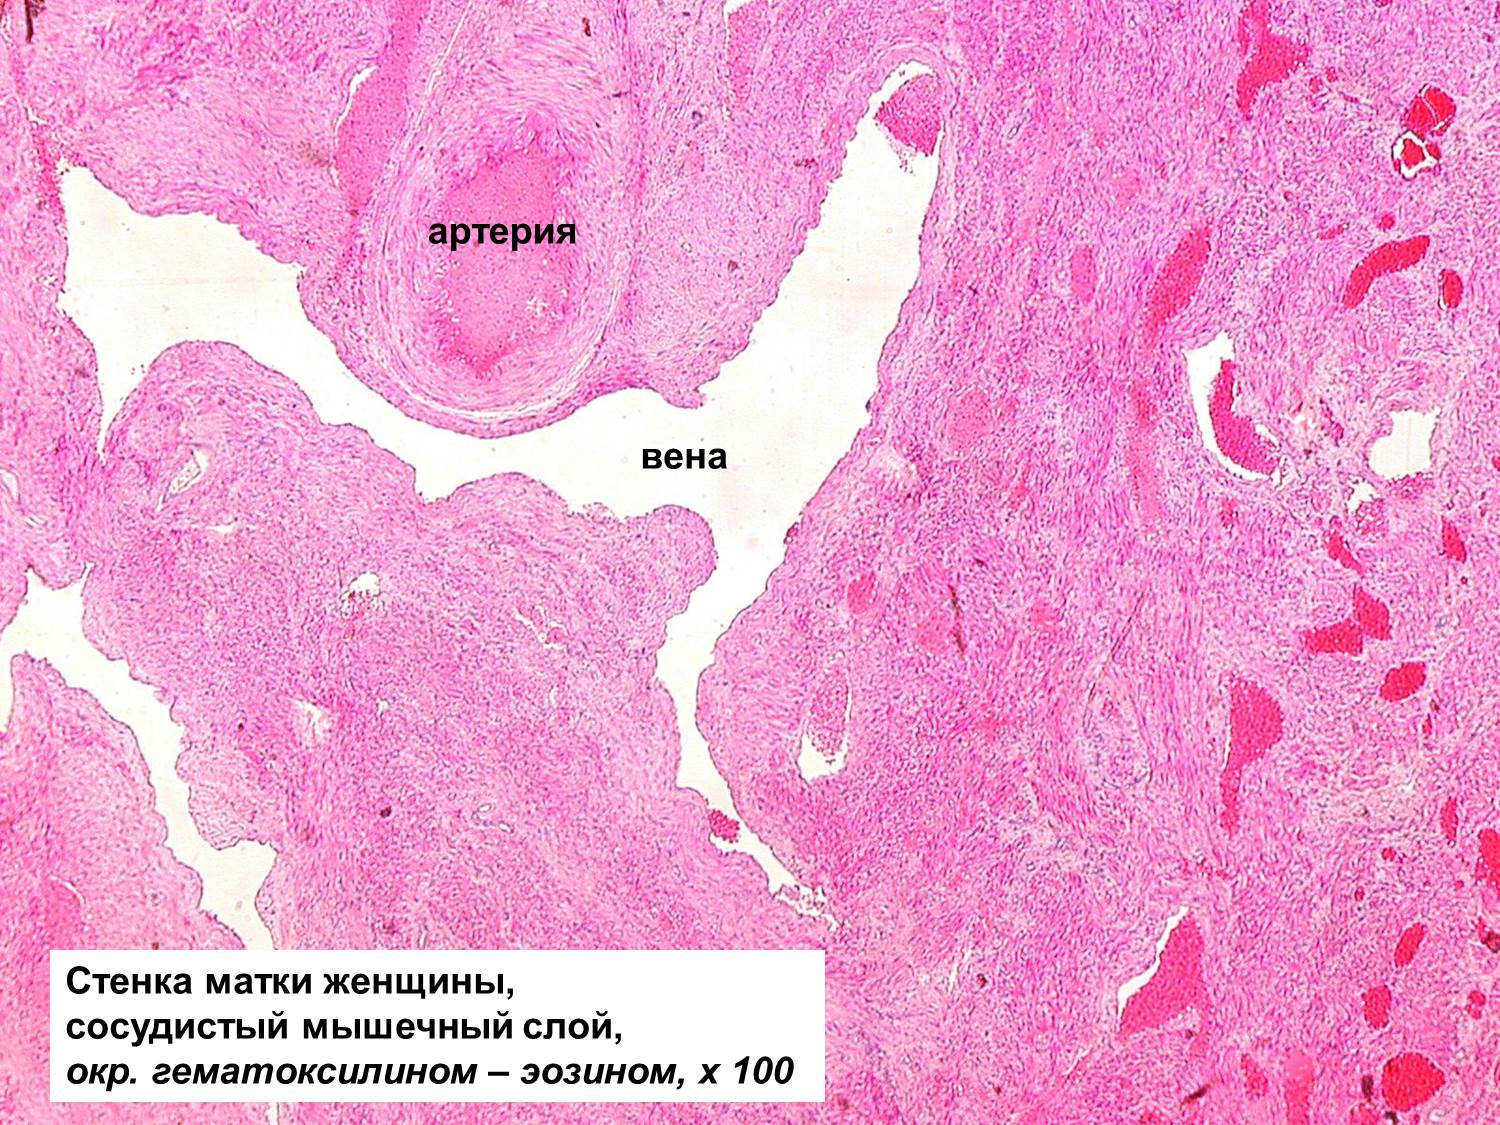 артерия
вена
Стенка матки женщины,
сосудистый мышечный слой,
окр. гематоксилином – эозином, х 100